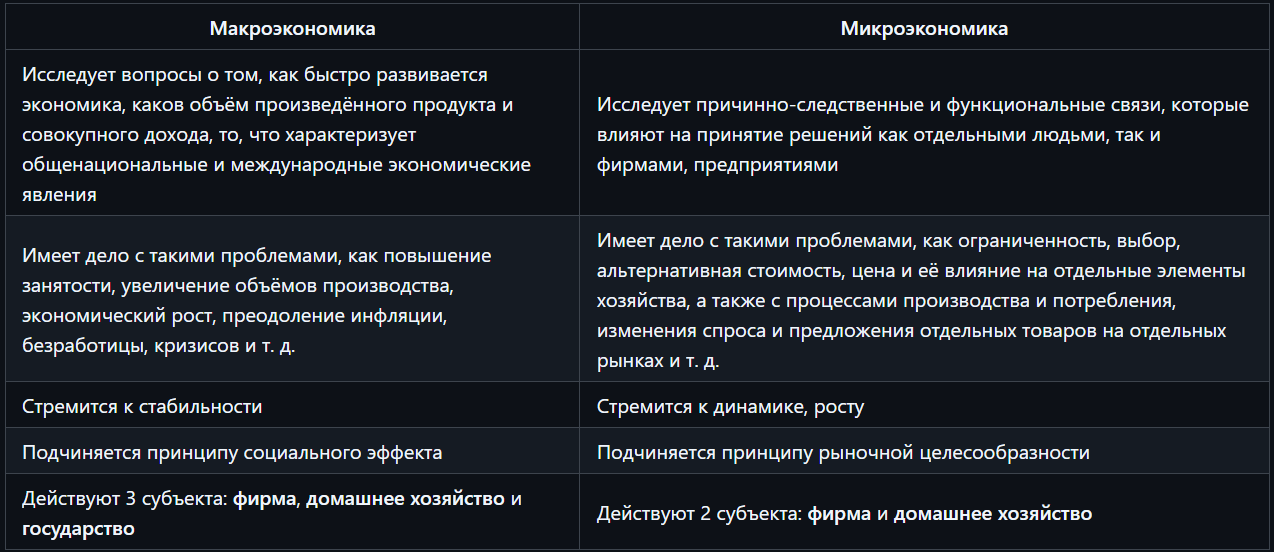 Макроэкономика
Микроэкономика
Исследует вопросы о том, как быстро развивается
экономика, каков объём произведённого продукта и
совокупного дохода, то, что характеризует
общенациональные и международные экономические
явления
Исследует причинно-следственные и функциональные связи, которые
влияют на принятие решений как отдельными людьми, так и
фирмами, предприятиями
Имеет дело с такими проблемами, как повышение
занятости, увеличение объёмов производства,
экономический рост, преодоление инфляции,
безработицы, кризисов и т. д.
Имеет дело с такими проблемами, как ограниченность, выбор,
альтернативная стоимость, цена и её влияние на отдельные элементы
хозяйства, а также с процессами производства и потребления,
изменения спроса и предложения отдельных товаров на отдельных
рынках и т. д.
Стремится к стабильности
Стремится к динамике, росту
Подчиняется принципу социального эффекта
Подчиняется принципу рыночной целесообразности
Действуют 3 субъекта: фирма, домашнее хозяйство и
государство
Действуют 2 субъекта: фирма и домашнее хозяйство